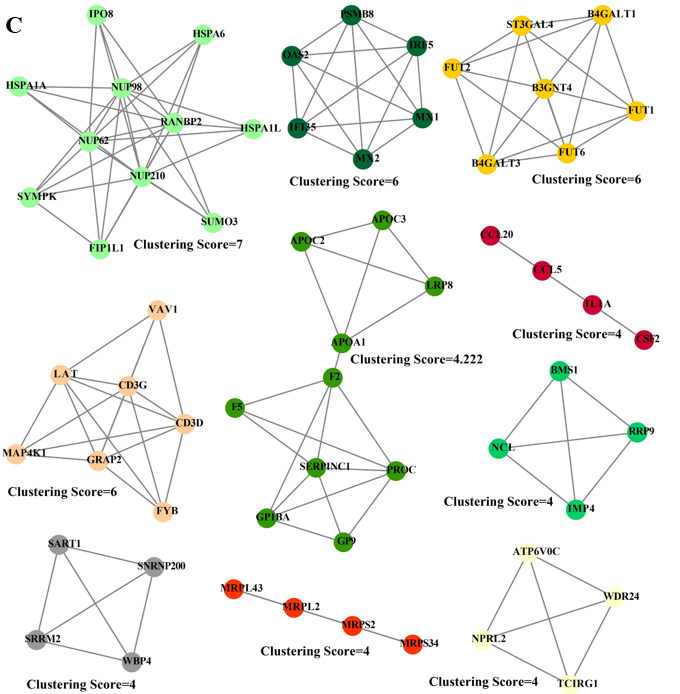 C
IPO8
HSPA6
HSPA1A
NUP98
RANBP2
HSPA1L
NUP62
NUP210
SYMPK
SUMO3
FIP1L1
Clustering Score=7
PSMB8
IRF5
OAS2
MX1
IFI35
MX2
Clustering Score=6
B4GALT1
ST3GAL4
FUT2
B3GNT4
FUT1
FUT6
B4GALT3
Clustering Score=6
APOC3
APOC2
LRP8
APOA1
Clustering Score=4.222
F2
F5
SERPINC1
PROC
GP1BA
GP9
CCL20
CCL5
IL1A
CSF2
Clustering Score=4
VAV1
LAT
CD3G
CD3D
MAP4K1
GRAP2
FYB
Clustering Score=6
BMS1
RRP9
NCL
IMP4
Clustering Score=4
SART1
SNRNP200
SRRM2
WBP4
Clustering Score=4
MRPL43
MRPL2
MRPS2
MRPS34
Clustering Score=4
ATP6V0C
WDR24
NPRL2
TCIRG1
Clustering Score=4